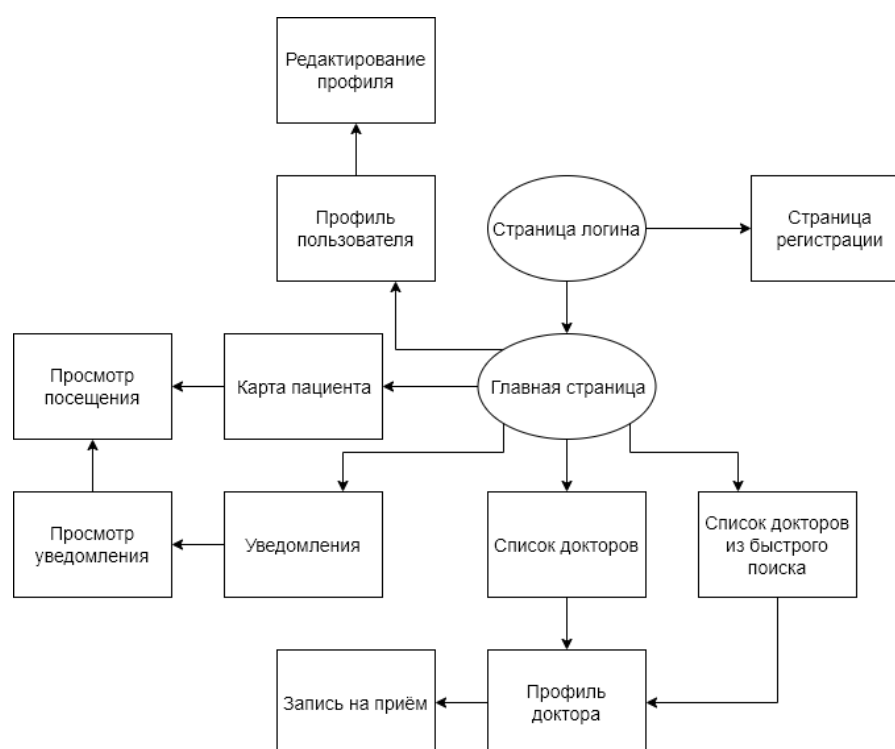 Редактирование
профиля
Профиль
пользователя
Страница логина
Страница
регистрации
Просмотр
посещения
Карта пациента
Главная страница
Просмотр
уведомления
Уведомления
Список докторов
Список докторов
из быстрого
поиска
Запись на приём
Профиль
доктора